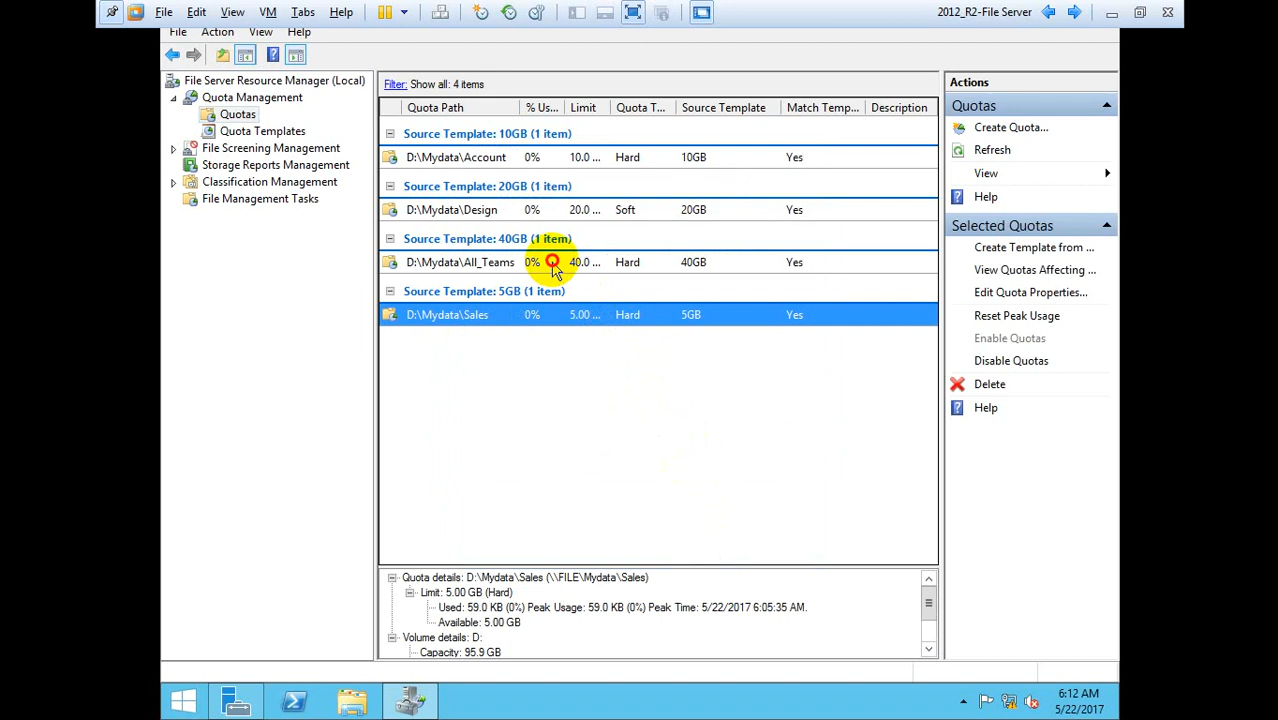 File Edit View VM Tabs Help 2012_R2-File Server
File Action View Help
File Server Resource Manager (Local)
Quota Management
Quotas
Quota Templates
File Screening Management
Storage Reports Management
Classification Management
File Management Tasks
Filter: Show all: 4 items
Quota Path % Us... Limit Quota T... Source Template Match Temp... Description
Source Template: 10GB (1 item)
D:\Mydata\Account 0% 10.0 ... Hard 10GB Yes
Source Template: 20GB (1 item)
D:\Mydata\Design 0% 20.0 ... Soft 20GB Yes
Source Template: 40GB (1 item)
D:\Mydata\All_Teams 0% 40.0 ... Hard 40GB Yes
Source Template: 5GB (1 item)
D:\Mydata\Sales 0% 5.00 ... Hard 5GB Yes
Quota details: D:\Mydata\Sales (\\FILE\Mydata\Sales)
Limit: 5.00 GB (Hard)
Used: 59.0 KB (0%) Peak Usage: 59.0 KB (0%) Peak Time: 5/22/2017 6:05:35 AM.
Available: 5.00 GB
Volume details: D:
Capacity: 95.9 GB
Actions
Quotas
Create Quota...
Refresh
View
Help
Selected Quotas
Create Template from ...
View Quotas Affecting ...
Edit Quota Properties...
Reset Peak Usage
Enable Quotas
Disable Quotas
Delete
Help
6:12 AM
5/22/2017